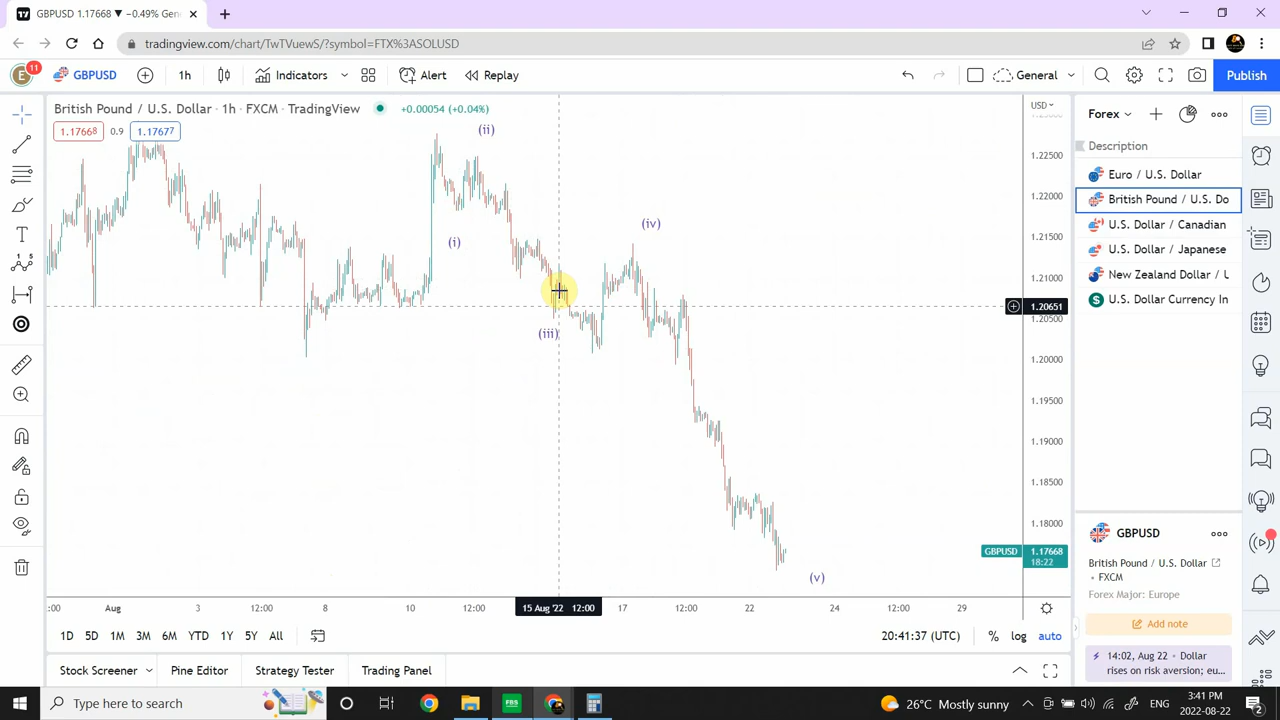 GBPUSD 1.17668 ▼ −0.49% Gen
tradingview.com/chart/TwTVuewS/?symbol=FTX%3ASOLUSD
E
11
GBPUSD
1h
Indicators
Alert
Replay
General
Publish
British Pound / U.S. Dollar · 1h · FXCM · TradingView
+0.00054 (+0.04%)
1.17668
0.9
1.17677
USD
Forex
Description
Euro / U.S. Dollar
British Pound / U.S. Do
U.S. Dollar / Canadian
U.S. Dollar / Japanese
New Zealand Dollar / U
U.S. Dollar Currency In
(ii)
(i)
(iv)
(iii)
(v)
1.22500
1.22000
1.21500
1.21000
1.20651
1.20500
1.20000
1.19500
1.19000
1.18500
1.18000
GBPUSD
1.17668
18:22
:00
Aug
3
12:00
8
10
12:00
15 Aug '22
12:00
17
12:00
22
24
12:00
29
GBPUSD
British Pound / U.S. Dollar
• FXCM
Forex Major: Europe
Add note
14:02, Aug 22 • Dollar
rises on risk aversion; eu...
1D
5D
1M
3M
6M
YTD
1Y
5Y
All
20:41:37 (UTC)
%
log
auto
Stock Screener
Pine Editor
Strategy Tester
Trading Panel
Type here to search
FBS
26°C Mostly sunny
ENG
3:41 PM
2022-08-22
2